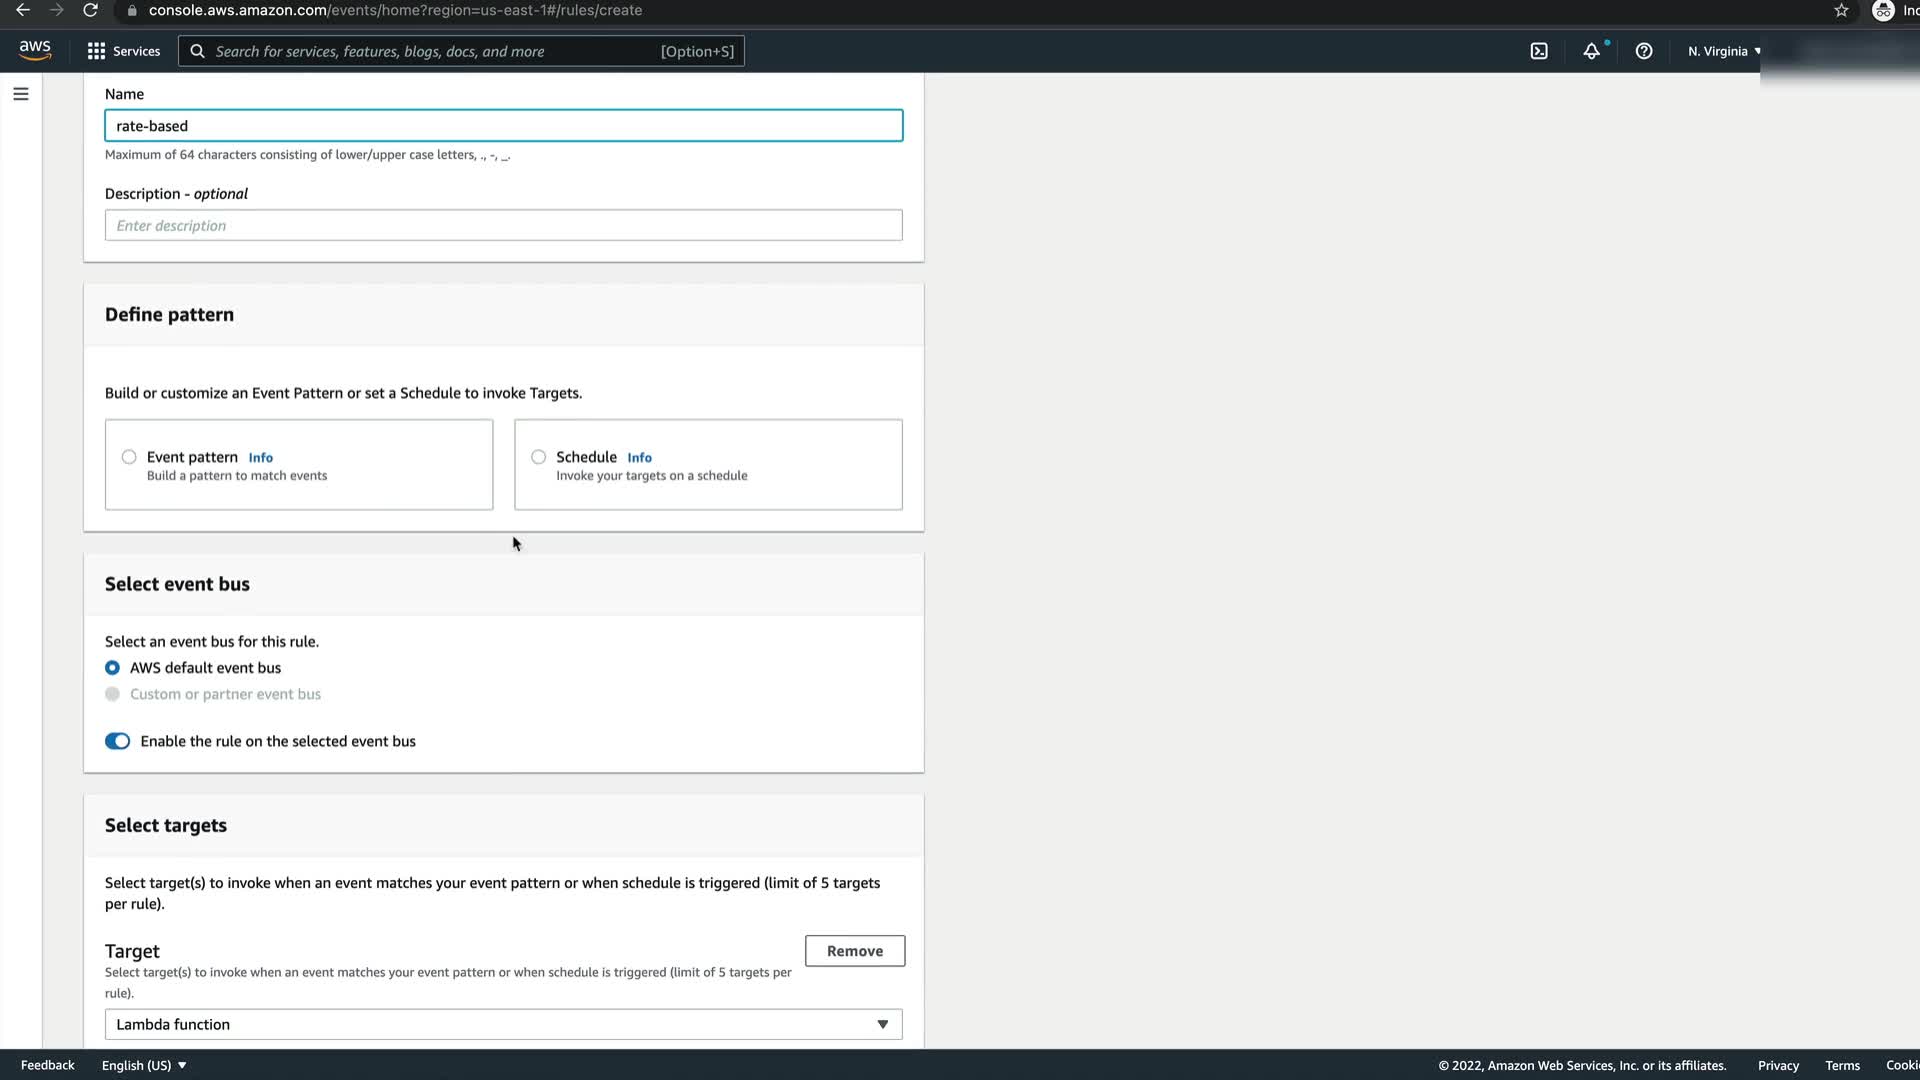 console.aws.amazon.com/events/home?region=us-east-1#/rules/create
aws Services Search for services, features, blogs, docs, and more [Option+S] N. Virginia
Name
rate-based
Maximum of 64 characters consisting of lower/upper case letters, ., -, _.
Description - optional
Enter description
Define pattern
Build or customize an Event Pattern or set a Schedule to invoke Targets.
Event pattern Info
Build a pattern to match events
Schedule Info
Invoke your targets on a schedule
Select event bus
Select an event bus for this rule.
AWS default event bus
Custom or partner event bus
Enable the rule on the selected event bus
Select targets
Select target(s) to invoke when an event matches your event pattern or when schedule is triggered (limit of 5 targets
per rule).
Target
Remove
Select target(s) to invoke when an event matches your event pattern or when schedule is triggered (limit of 5 targets per
rule).
Lambda function
Feedback English (US) © 2022, Amazon Web Services, Inc. or its affiliates. Privacy Terms